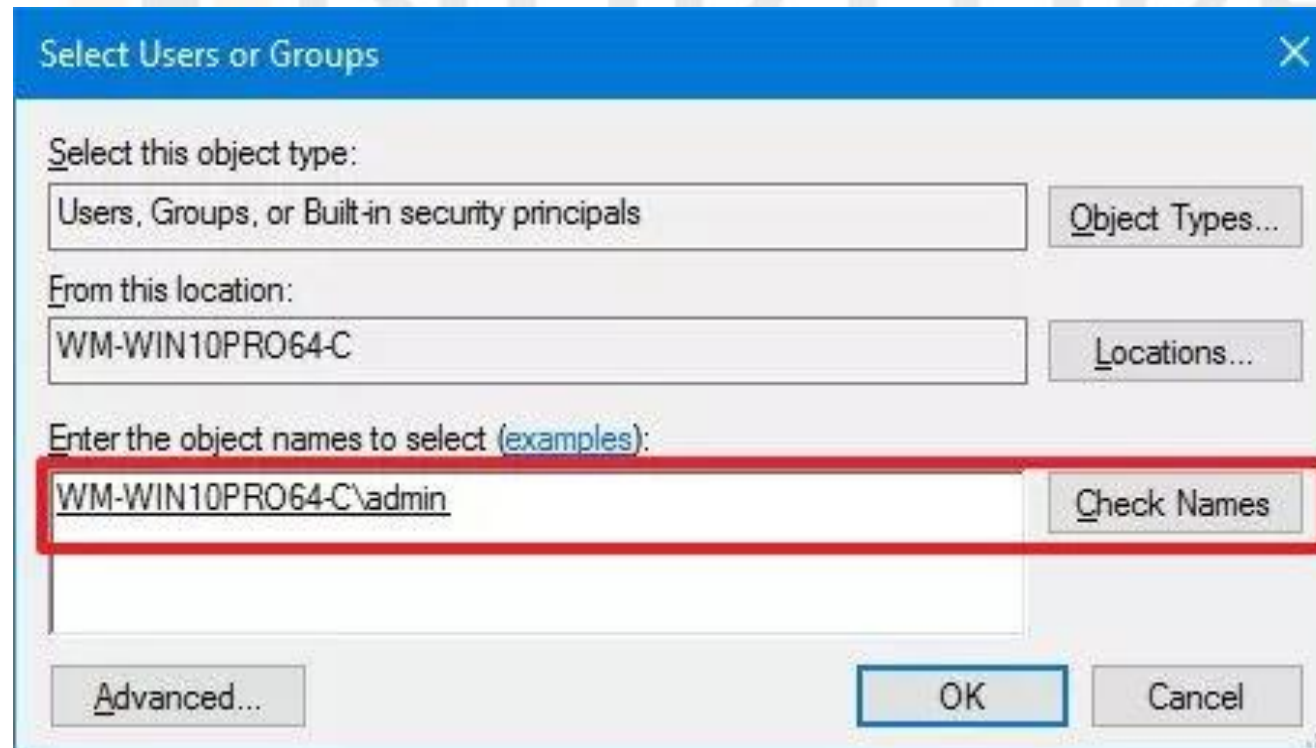 Select Users or Groups
Select this object type:
Users, Groups, or Built-in security principals
Object Types...
From this location:
WM-WIN10PRO64-C
Locations...
Enter the object names to select (examples):
WM-WIN10PRO64-C\admin
Check Names
Advanced...
OK
Cancel